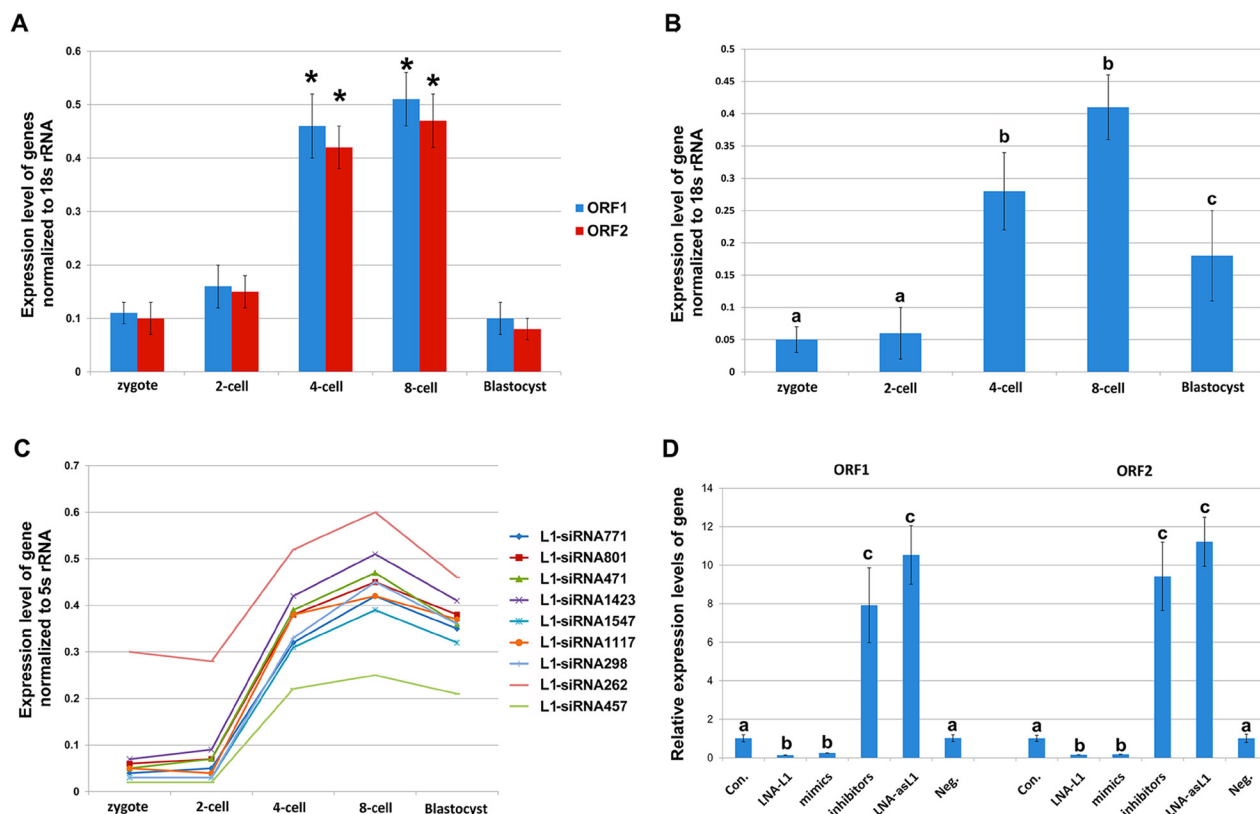 A
Expression level of genes
normalized to 18s rRNA
0.6
0.5
0.4
0.3
0.2
0.1
0
* * * *
zygote 2-cell 4-cell 8-cell Blastocyst
ORF1
ORF2
B
Expression level of gene
normalized to 18s rRNA
0.5
0.45
0.4
0.35
0.3
0.25
0.2
0.15
0.1
0.05
0
a a b b c
zygote 2-cell 4-cell 8-cell Blastocyst
C
Expression level of gene
normalized to 5s rRNA
0.7
0.6
0.5
0.4
0.3
0.2
0.1
0
zygote 2-cell 4-cell 8-cell Blastocyst
L1-siRNA771
L1-siRNA801
L1-siRNA471
L1-siRNA1423
L1-siRNA1547
L1-siRNA1117
L1-siRNA298
L1-siRNA262
L1-siRNA457
D
ORF1 ORF2
Relative expression levels of gene
14
12
10
8
6
4
2
0
a b b c c a a b b c c a
Con. LNA-L1 mimics inhibitors LNA-asL1 Neg. Con. LNA-L1 mimics inhibitors LNA-asL1 Neg.